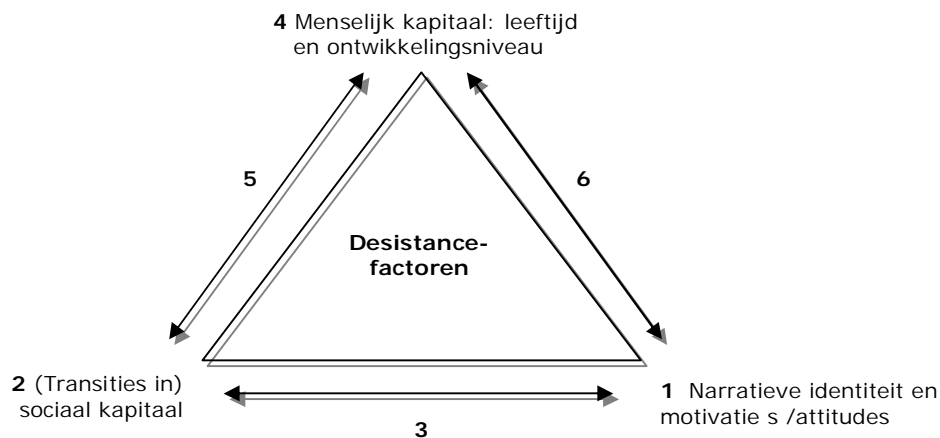 4 Menselijk kapitaal: leeftijd
en ontwikkelingsniveau
5
6
Desistance-
factoren
2 (Transities in)
sociaal kapitaal
1 Narratieve identiteit en
motivatie s /attitudes
3